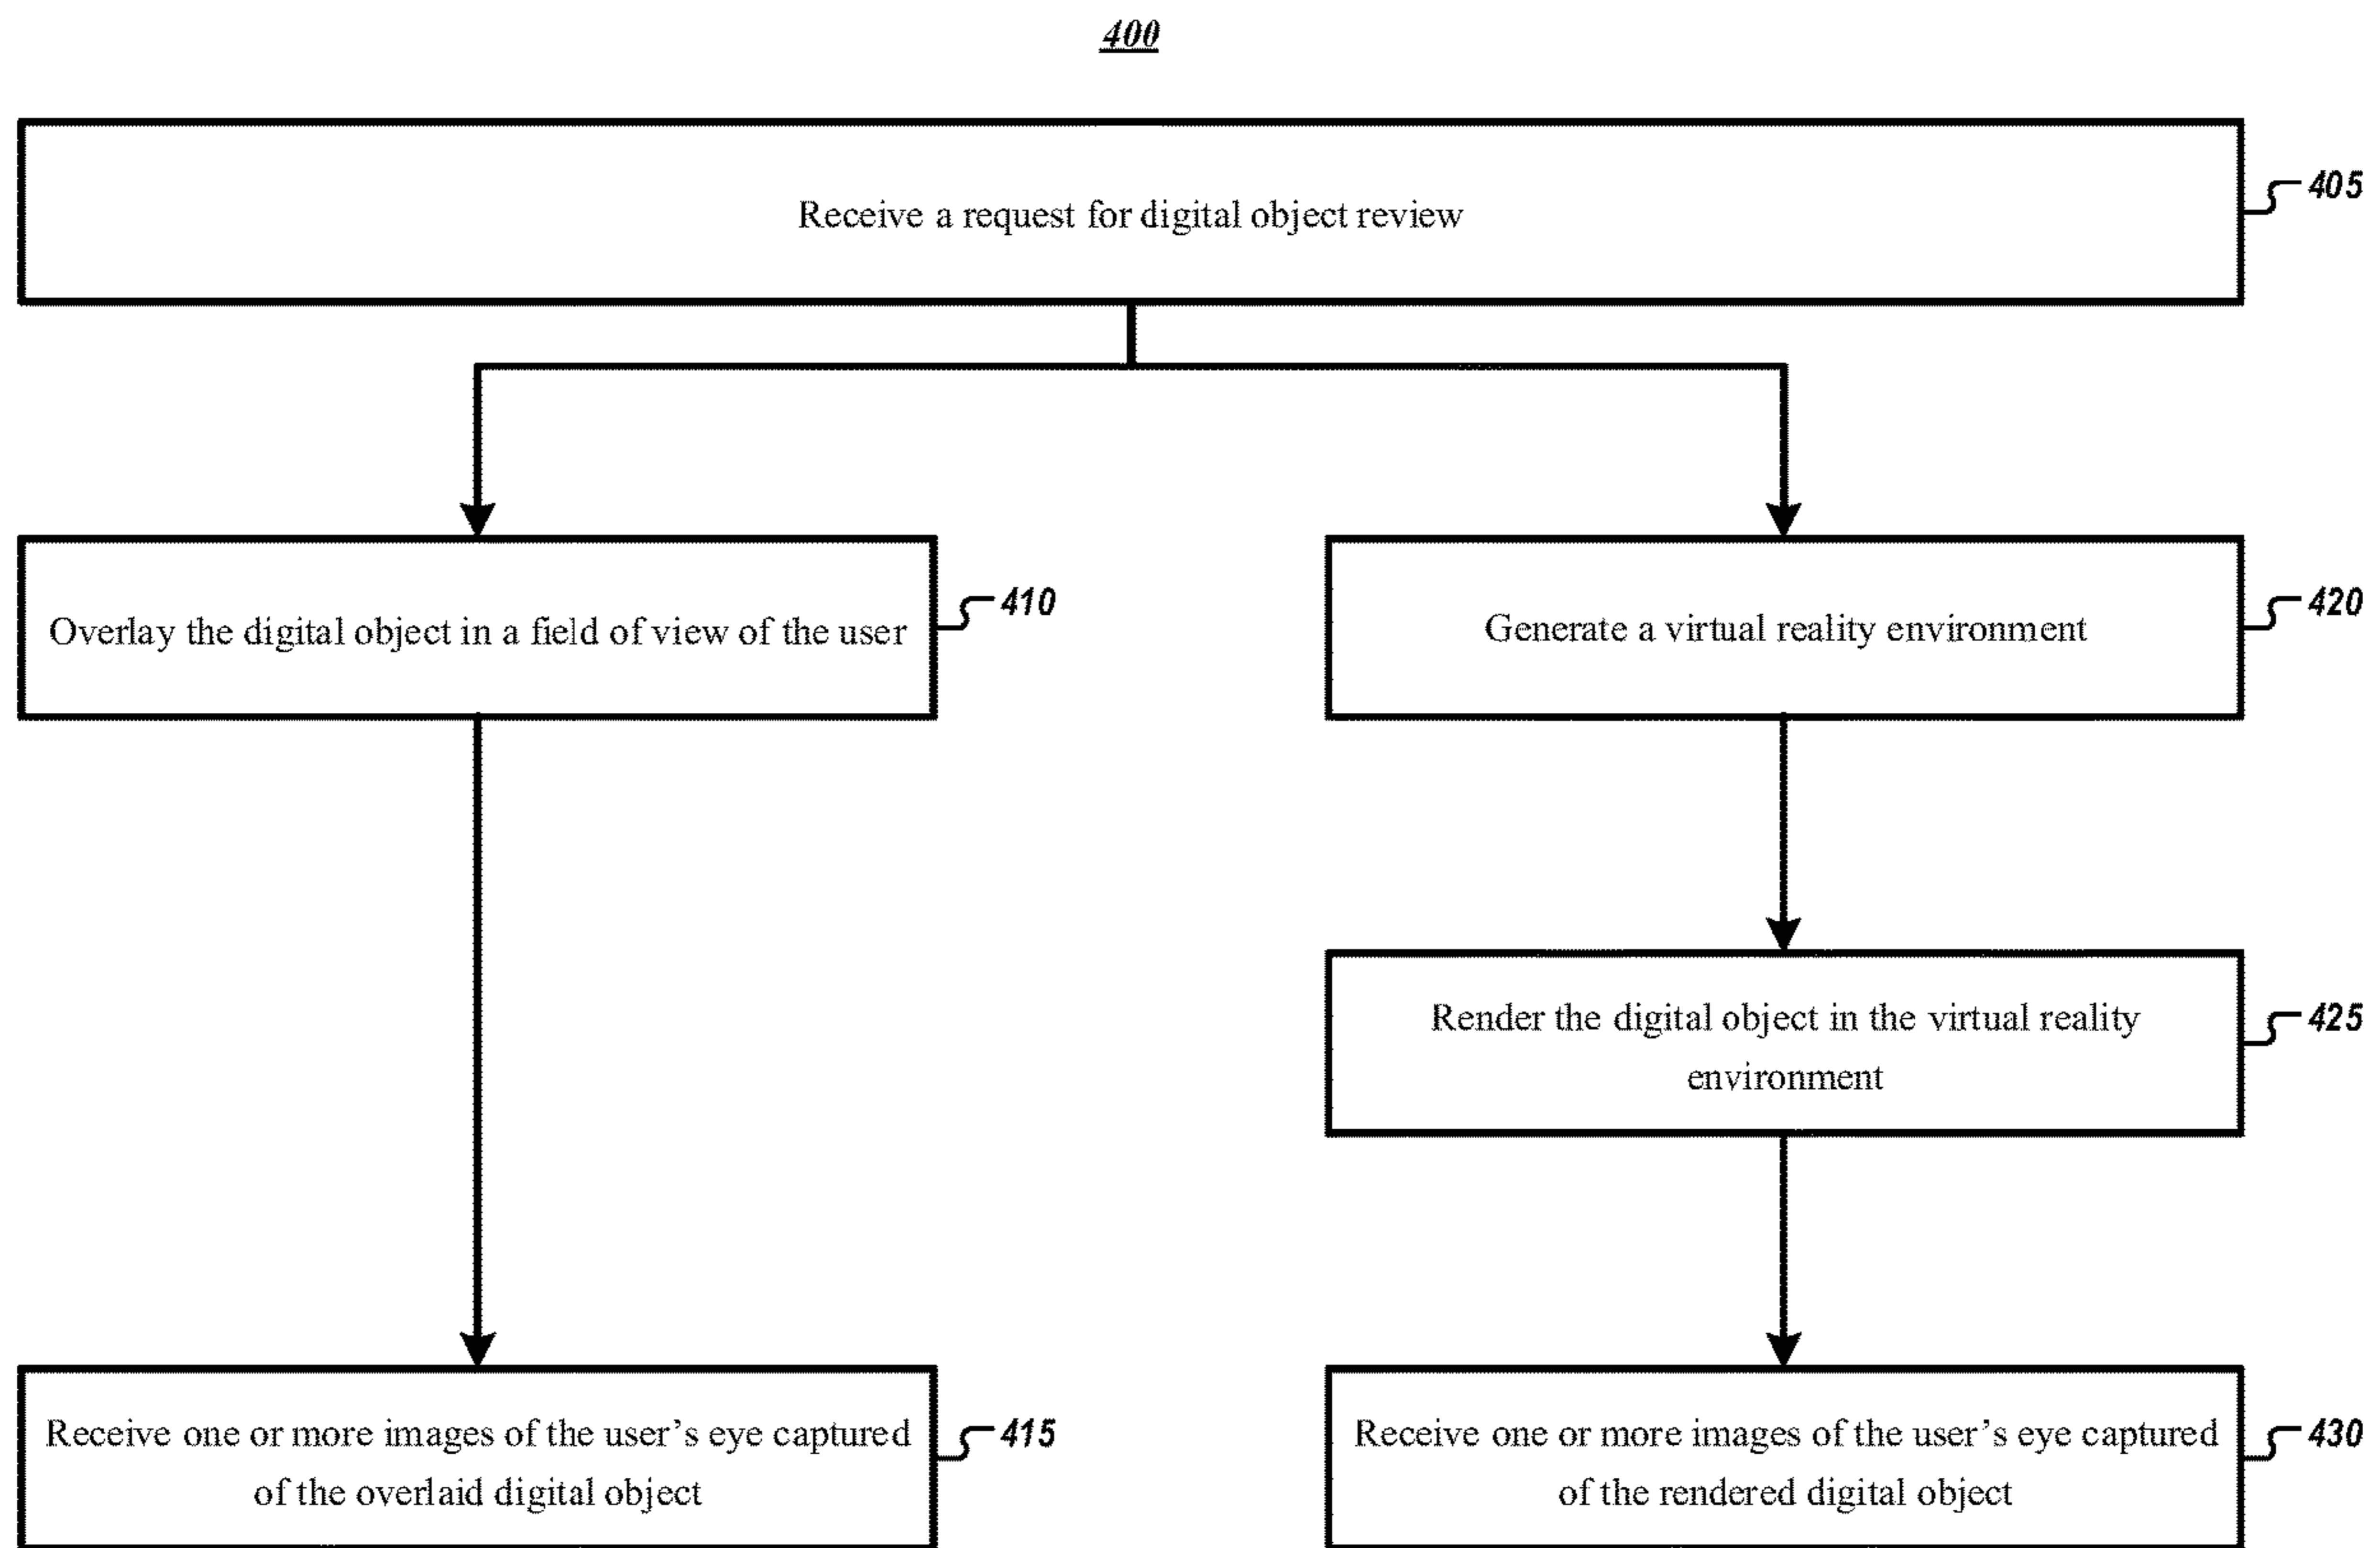 400
Receive a request for digital object review
405
Overlay the digital object in a field of view of the user
410
Generate a virtual reality environment
420
Render the digital object in the virtual reality
environment
425
Receive one or more images of the user's eye captured
of the overlaid digital object
415
Receive one or more images of the user's eye captured
of the rendered digital object
430